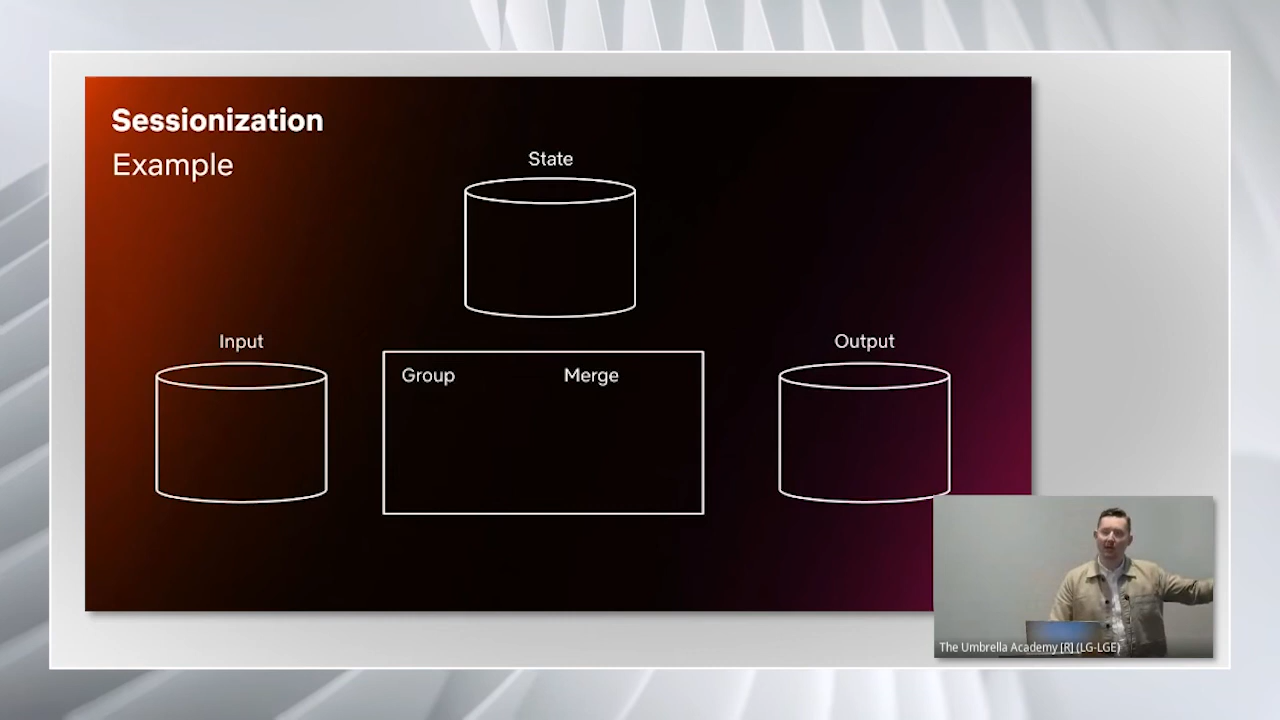 Sessionization
Example
State
Input
Output
Group
Merge
The Umbrella Academy [R] (LG-LGE)